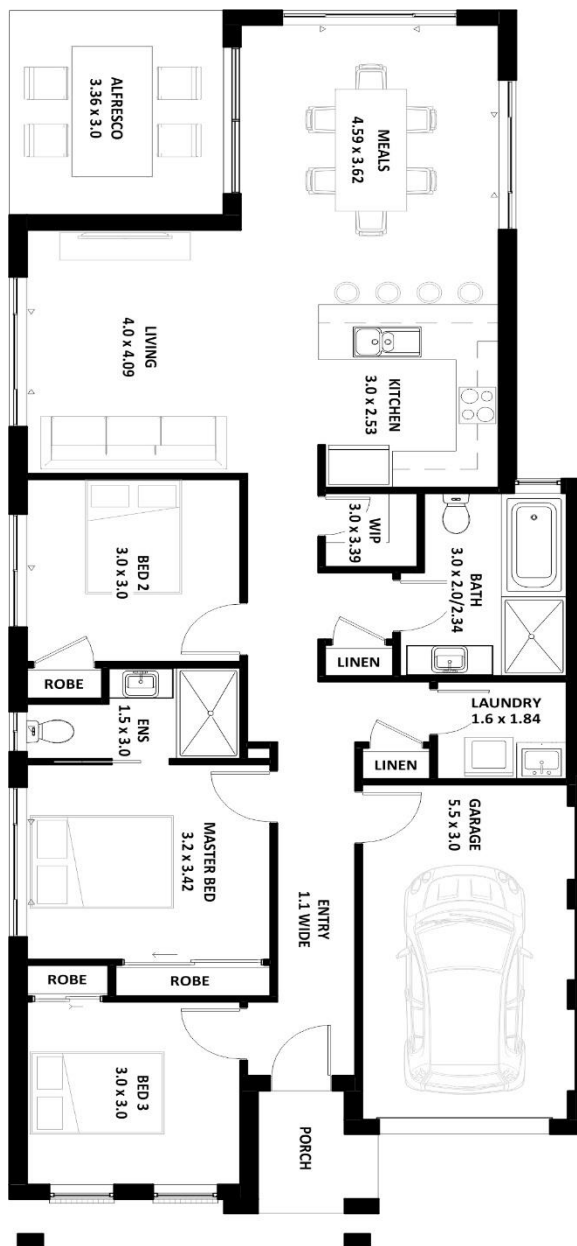 ALFRESCO
3.36 x 3.0
MEALS
4.59 x 3.62
LIVING
4.0 x 4.09
KITCHEN
3.0 x 2.53
WIP
3.0 x 3.39
BED 2
3.0 x 3.0
BATH
3.0 x 2.0/2.34
LINEN
ROBE
ENS
1.5 x 3.0
LAUNDRY
1.6 x 1.84
LINEN
GARAGE
5.5 x 3.0
MASTER BED
3.2 x 3.42
ENTRY
1.1 WIDE
ROBE
ROBE
BED 3
3.0 x 3.0
PORCH